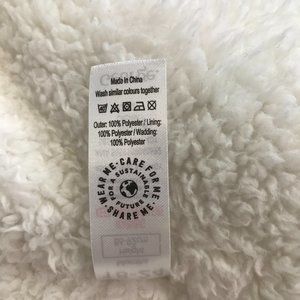 Made in China
Wash similar colours together
Outer: 100% Polyester / Lining:
100% Polyester / Wadding:
100% Polyester
WEAR ME • CARE FOR ME
SHARE ME •
FOR A SUSTAINABLE
FUTURE